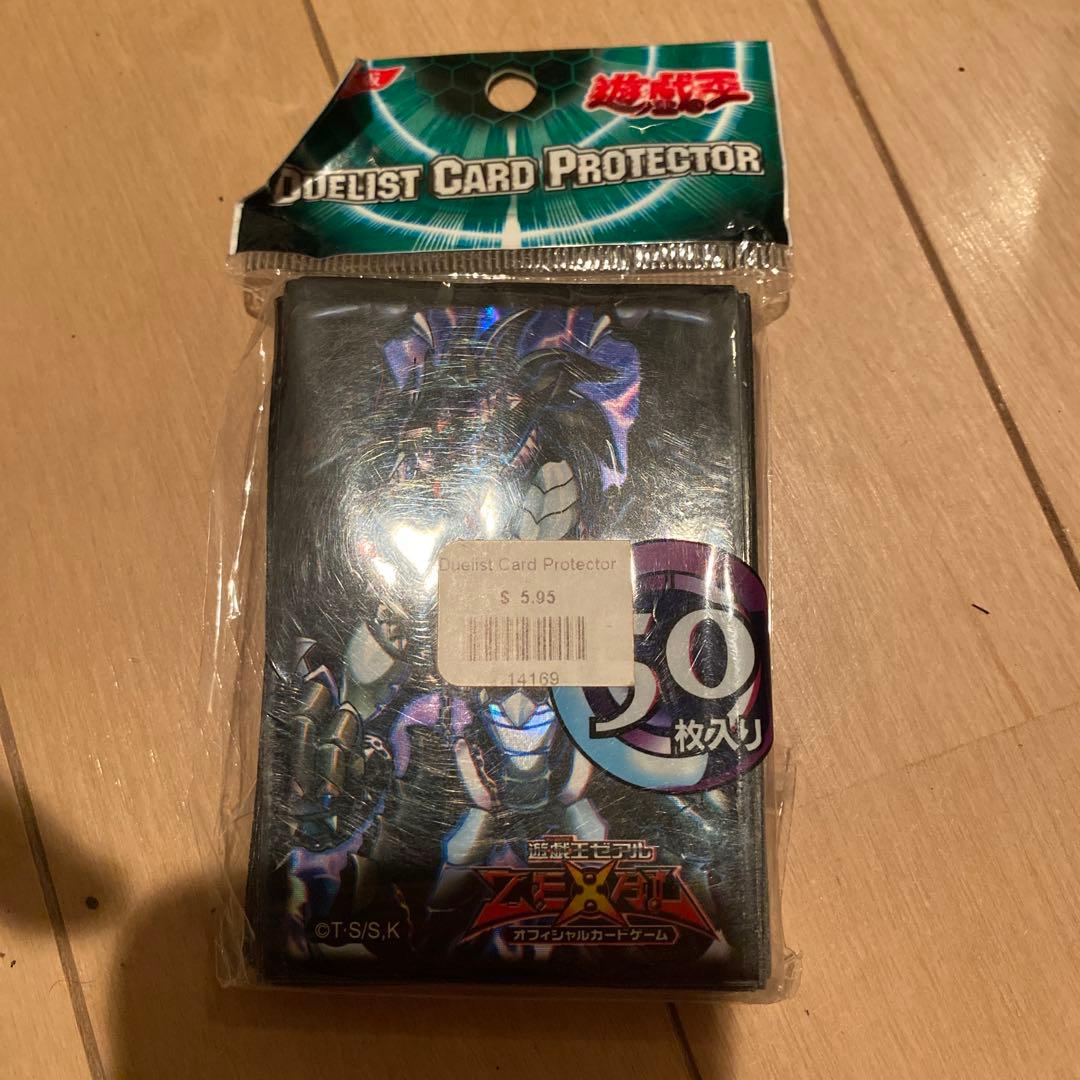 遊戯王
DUELIST CARD PROTECTOR
Duelist Card Protector
$ 5.95
14169
50
枚入り
遊戯王ゼアル
ZEXAL
オフィシャルカードゲーム
©T·S/S,K